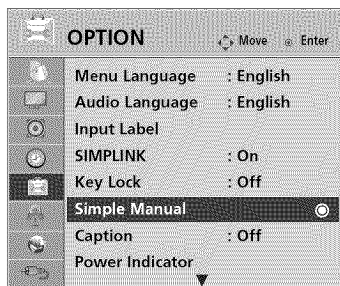 OPTION Move Enter
Menu Language : English
Audio Language : English
Input Label
SIMPLINK : On
Key Lock : Off
Simple Manual
Caption : Off
Power Indicator